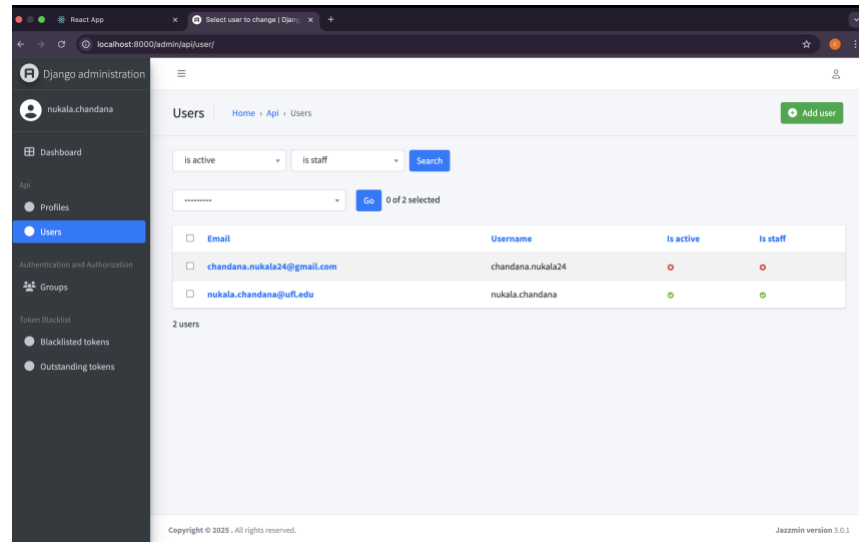 React App
Select user to change | Djang
localhost:8000/admin/api/user/
Django administration
nukala.chandana
Users
Home › Api › Users
Add user
Dashboard
Api
Profiles
Users
Authentication and Authorization
Groups
Token Blacklist
Blacklisted tokens
Outstanding tokens
is active
is staff
Search
---------
Go
0 of 2 selected
Email Username Is active Is staff
chandana.nukala24@gmail.com chandana.nukala24
nukala.chandana@ufl.edu nukala.chandana
2 users
Copyright © 2025 . All rights reserved.
Jazzmin version 3.0.1